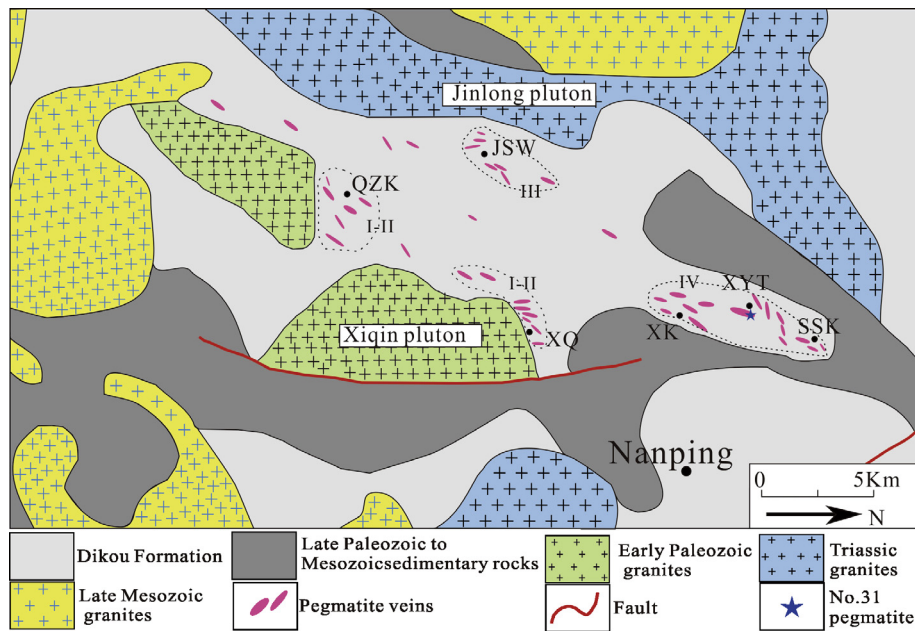 Jinlong pluton
JSW
QZK
III
I-II
I-II
IV
XYT
XK
SSK
XQ
Xiqin pluton
Nanping
0
5Km
N
Dikou Formation
Late Paleozoic to
Mesozoicsedimentary rocks
Early Paleozoic
granites
Triassic
granites
Late Mesozoic
granites
Pegmatite veins
Fault
No.31
pegmatite